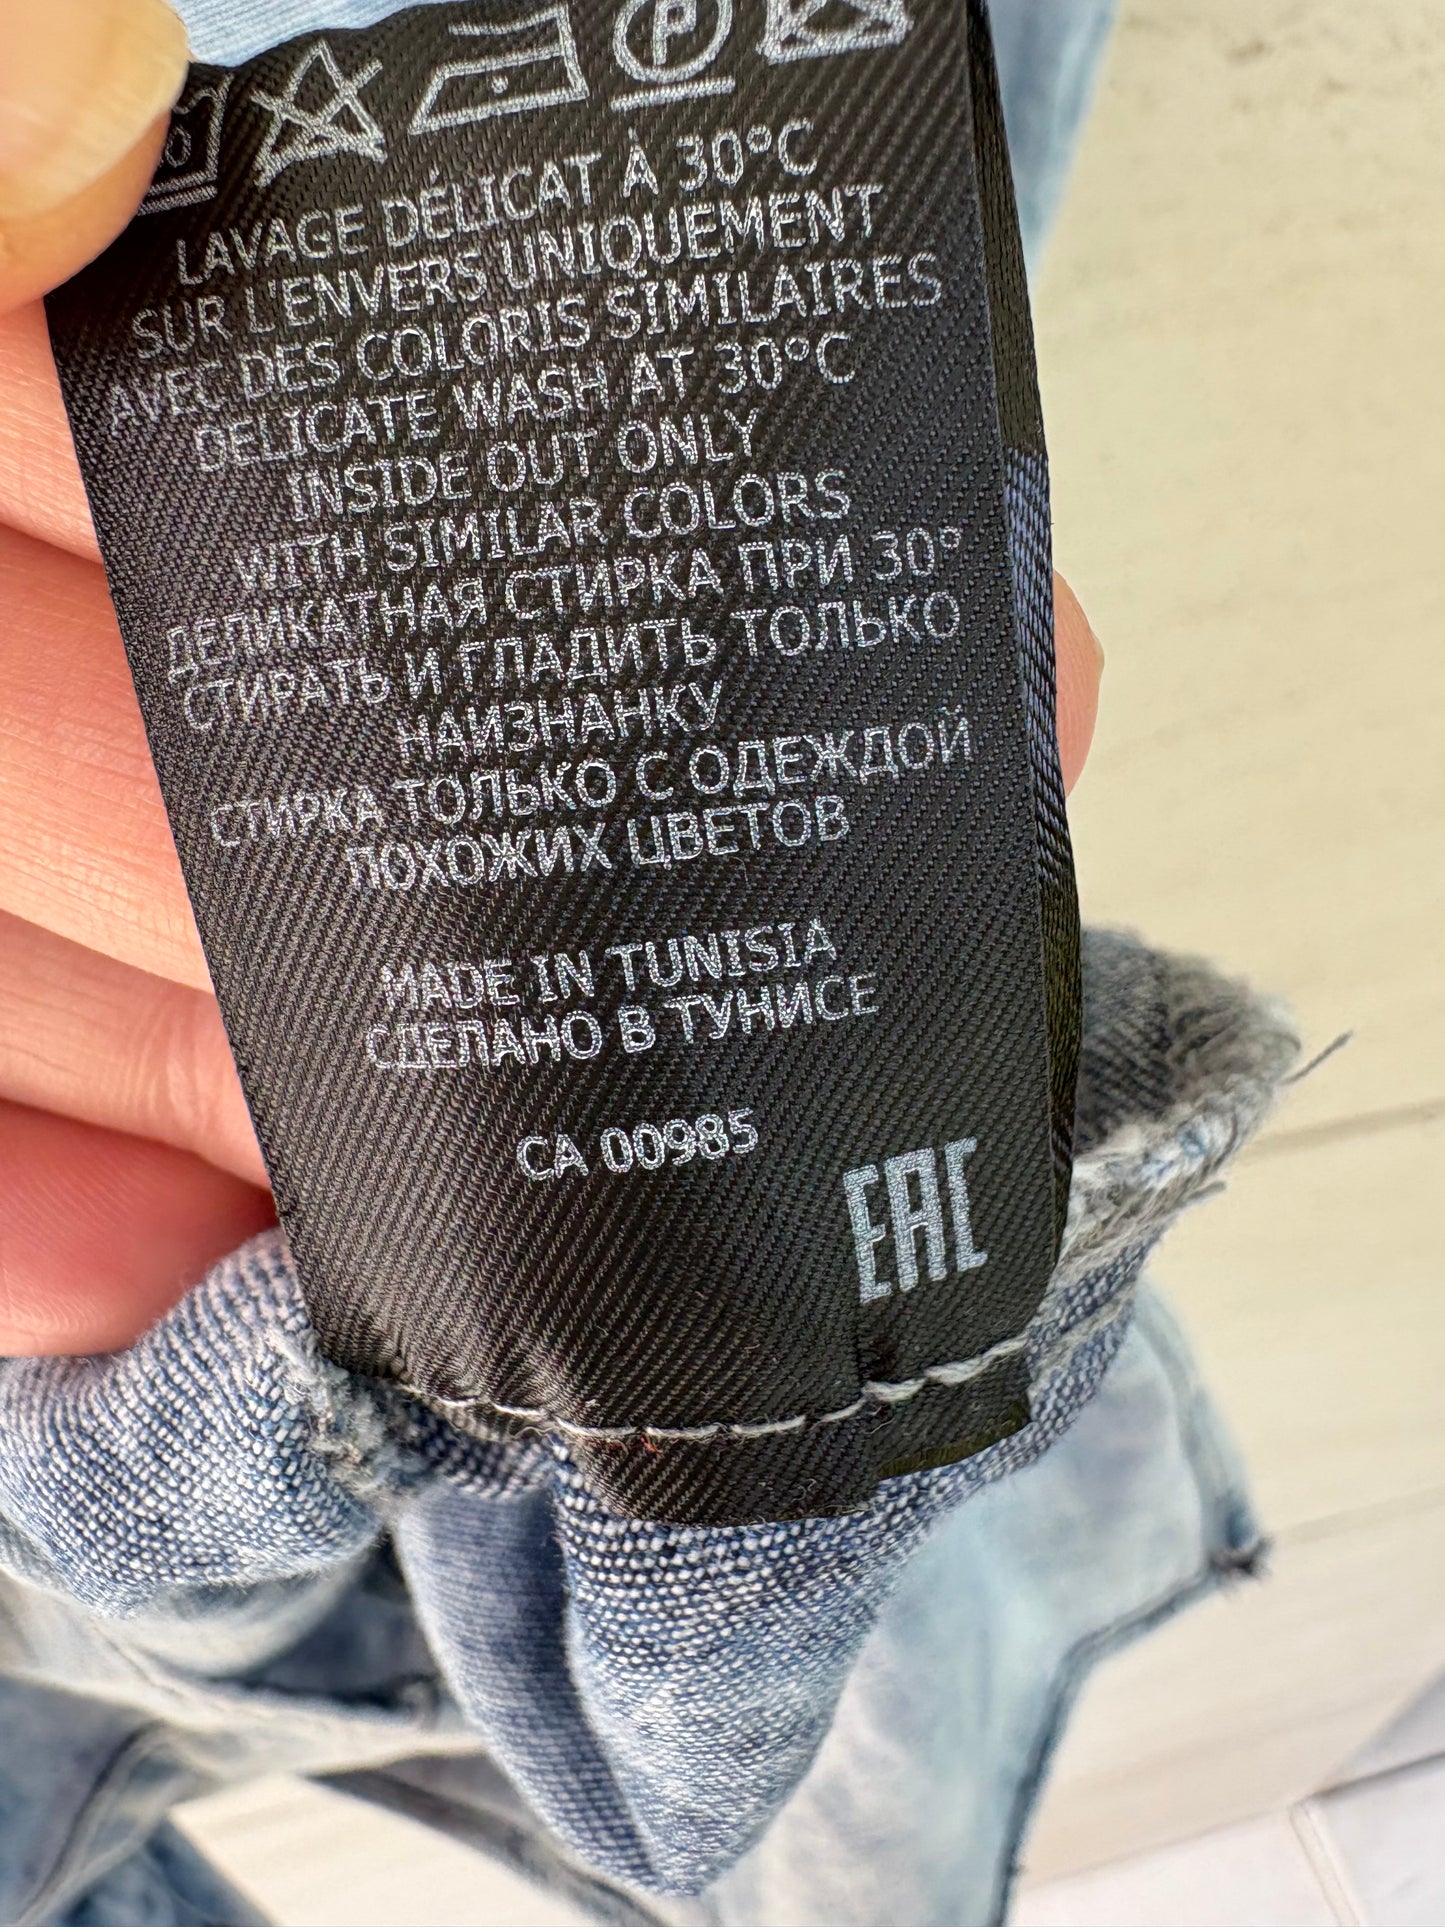 30
P
LAVAGE DÉLICAT À 30°C
SUR L'ENVERS UNIQUEMENT
AVEC DES COLORIS SIMILAIRES
DELICATE WASH AT 30°C
INSIDE OUT ONLY
WITH SIMILAR COLORS
ДЕЛИКАТНАЯ СТИРКА ПРИ 30°
СТИРАТЬ И ГЛАДИТЬ ТОЛЬКО
НАИЗНАНКУ
СТИРКА ТОЛЬКО С ОДЕЖДОЙ
ПОХОЖИХ ЦВЕТОВ
MADE IN TUNISIA
СДЕЛАНО В ТУНИСЕ
CA 00985
EAC